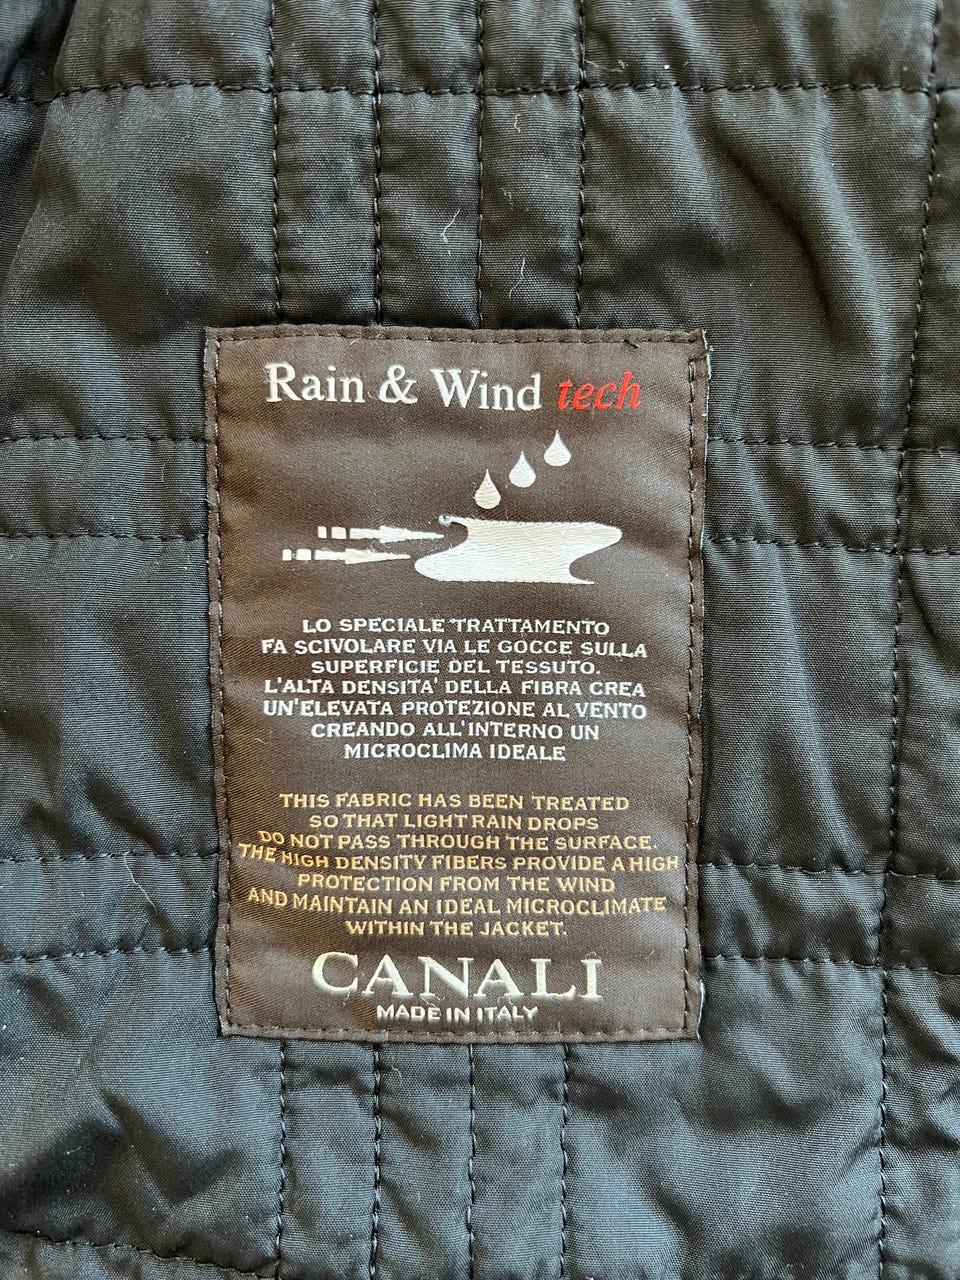 Rain & Wind tech
LO SPECIALE TRATTAMENTO
FA SCIVOLARE VIA LE GOCCE SULLA
SUPERFICIE DEL TESSUTO.
L'ALTA DENSITA' DELLA FIBRA CREA
UN'ELEVATA PROTEZIONE AL VENTO
CREANDO ALL'INTERNO UN
MICROCLIMA IDEALE
THIS FABRIC HAS BEEN TREATED
SO THAT LIGHT RAIN DROPS
DO NOT PASS THROUGH THE SURFACE.
THE HIGH DENSITY FIBERS PROVIDE A HIGH
PROTECTION FROM THE WIND
AND MAINTAIN AN IDEAL MICROCLIMATE
WITHIN THE JACKET.
CANALI
MADE IN ITALY